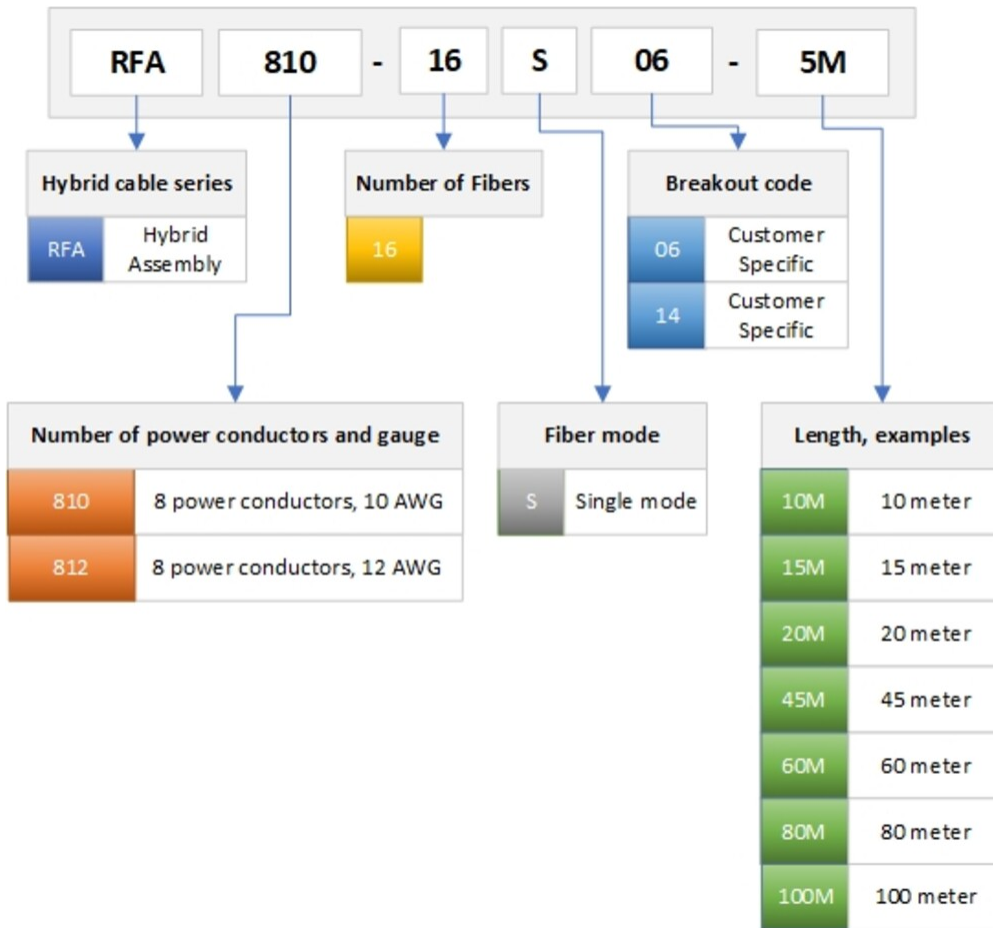 RFA 810 - 16 S 06 - 5M
Hybrid cable series
RFA Hybrid
Assembly
Number of Fibers
16
Breakout code
06 Customer
Specific
14 Customer
Specific
Number of power conductors and gauge
810 8 power conductors, 10 AWG
812 8 power conductors, 12 AWG
Fiber mode
S Single mode
Length, examples
10M 10 meter
15M 15 meter
20M 20 meter
45M 45 meter
60M 60 meter
80M 80 meter
100M 100 meter